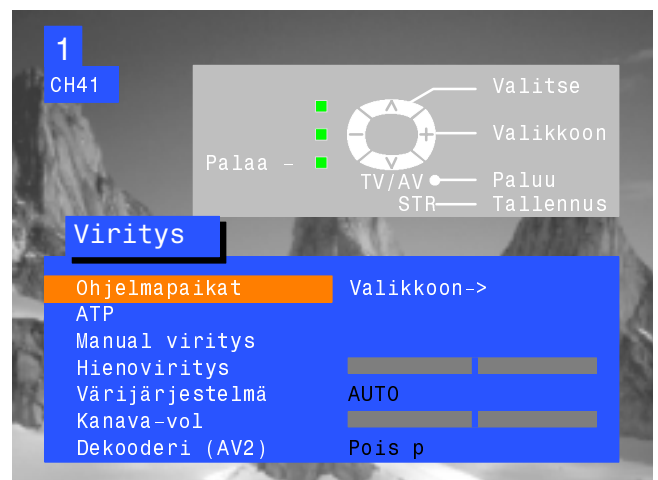 1
CH41
Valitse
Valikkoon
Palaa –
TV/AV Paluu
STR Tallennus
Viritys
Ohjelmapaikat Valikkoon->
ATP
Manual viritys
Hienoviritys
Värijärjestelmä AUTO
Kanava-vol
Dekooderi (AV2) Pois p